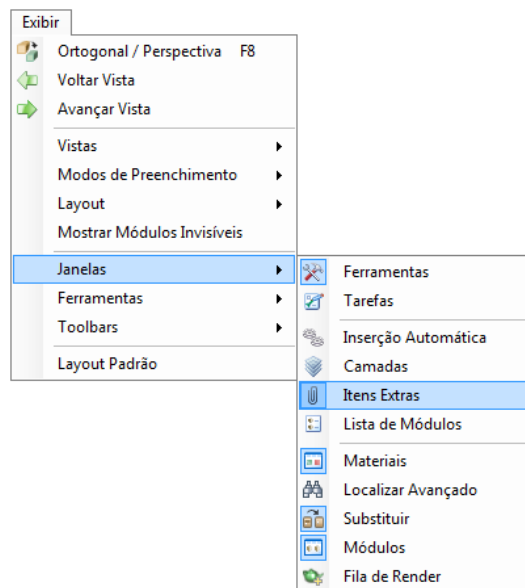 Exibir
Ortogonal / Perspectiva F8
Voltar Vista
Avançar Vista
Vistas
Modos de Preenchimento
Layout
Mostrar Módulos Invisíveis
Janelas
Ferramentas
Toolbars
Layout Padrão
Ferramentas
Tarefas
Inserção Automática
Camadas
Itens Extras
Lista de Módulos
Materiais
Localizar Avançado
Substituir
Módulos
Fila de Render